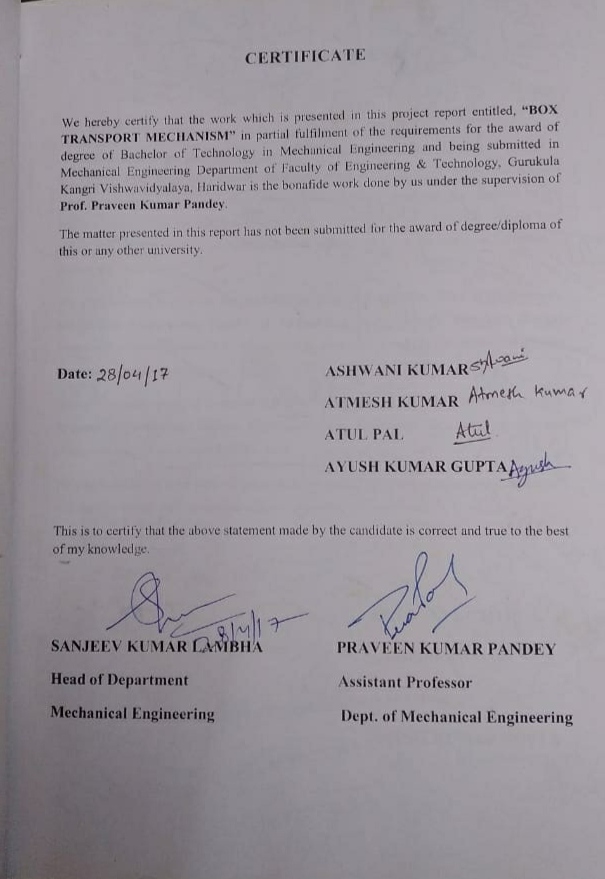 CERTIFICATE
We hereby certify that the work which is presented in this project report entitled, “BOX
TRANSPORT MECHANISM” in partial fulfilment of the requirements for the award of
degree of Bachelor of Technology in Mechanical Engineering and being submitted in
Mechanical Engineering Department of Faculty of Engineering & Technology, Gurukula
Kangri Vishwavidyalaya, Haridwar is the bonafide work done by us under the supervision of
Prof. Praveen Kumar Pandey.
The matter presented in this report has not been submitted for the award of degree/diploma of
this or any other university.
Date: 28/04/17
ASHWANI KUMAR
ATMESH KUMAR Atmesh Kumar
ATUL PAL Atul
AYUSH KUMAR GUPTA Ayush
This is to certify that the above statement made by the candidate is correct and true to the best
of my knowledge.
SANJEEV KUMAR LAMBHA
Head of Department
Mechanical Engineering
PRAVEEN KUMAR PANDEY
Assistant Professor
Dept. of Mechanical Engineering